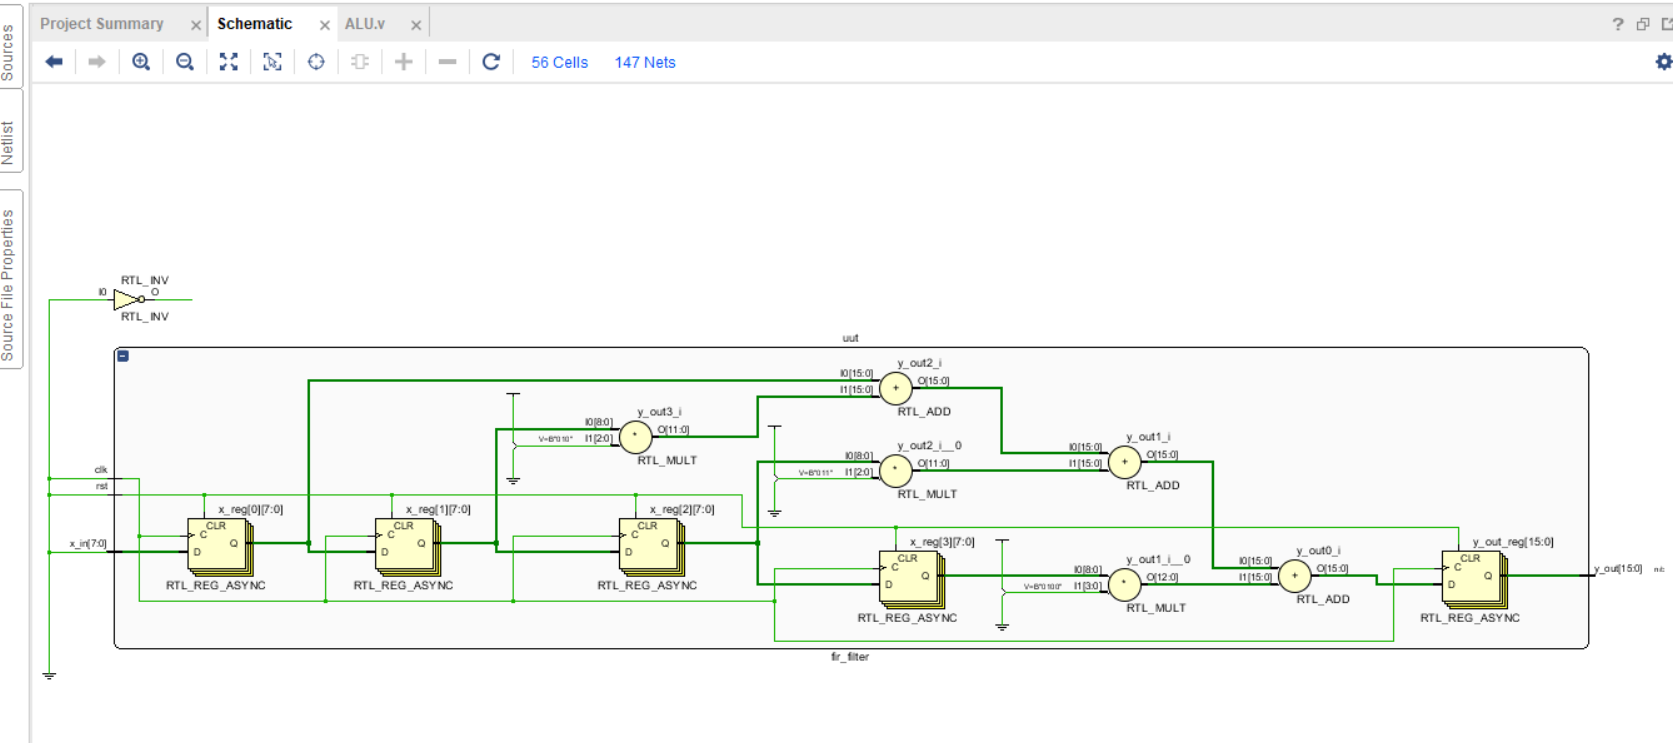 Project Summary × Schematic × ALU.v ×
?
56 Cells 147 Nets
Sources
Netlist
Source File Properties
RTL_INV
I0 O
RTL_INV
uut
y_out2_i
I0[15:0] O[15:0]
I1[15:0]
RTL_ADD
y_out3_i
I0[8:0] O[11:0]
V=B"010" I1[2:0]
RTL_MULT
y_out2_i__0
I0[8:0] O[11:0]
V=B"011" I1[2:0]
RTL_MULT
y_out1_i
I0[15:0] O[15:0]
I1[15:0]
RTL_ADD
clk
rst
x_in[7:0]
x_reg[0][7:0]
CLR
C
D Q
RTL_REG_ASYNC
x_reg[1][7:0]
CLR
C
D Q
RTL_REG_ASYNC
x_reg[2][7:0]
CLR
C
D Q
RTL_REG_ASYNC
x_reg[3][7:0]
CLR
C
D Q
RTL_REG_ASYNC
y_out1_i__0
I0[8:0] O[12:0]
V=B"0100" I1[3:0]
RTL_MULT
y_out0_i
I0[15:0] O[15:0]
I1[15:0]
RTL_ADD
y_out_reg[15:0]
CLR
C
D Q
RTL_REG_ASYNC
y_out[15:0] n/c
fir_filter